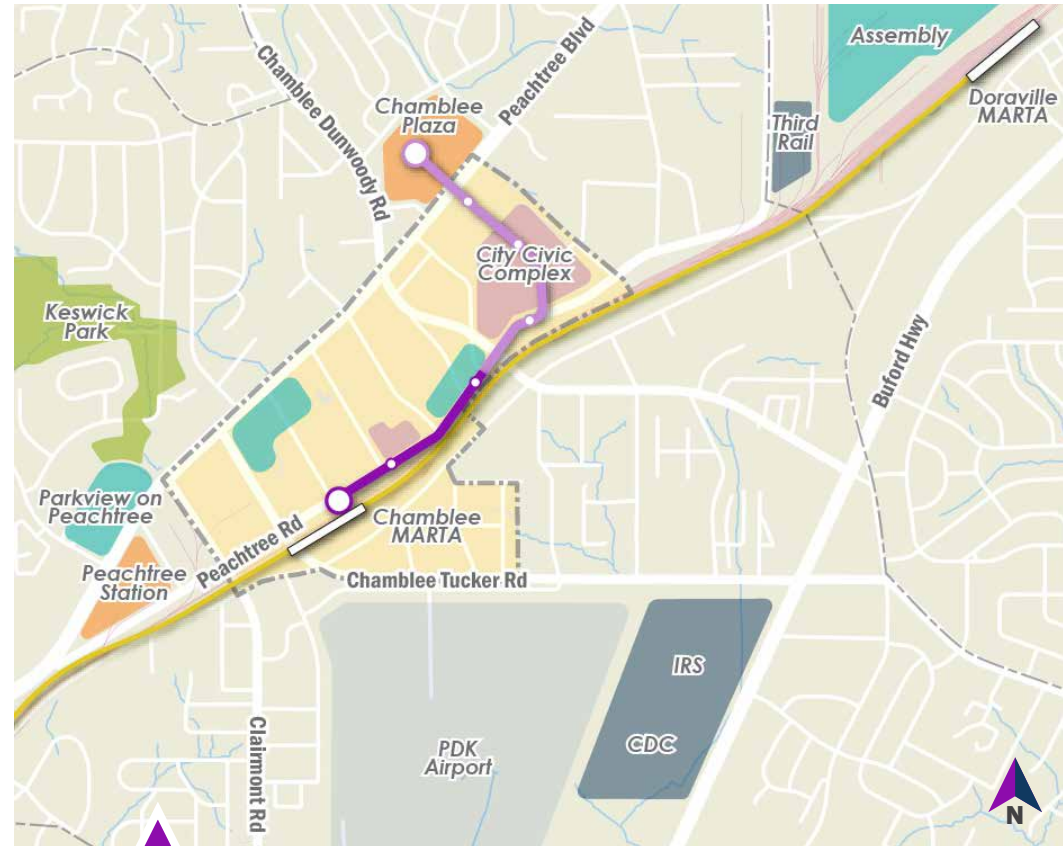 Assembly
Doraville
MARTA
Peachtree Blvd
Chamblee Dunwoody Rd
Chamblee
Plaza
Third
Rail
City Civic
Complex
Keswick
Park
Buford Hwy
Parkview on
Peachtree
Peachtree Rd
Chamblee
MARTA
Peachtree
Station
Chamblee Tucker Rd
IRS
CDC
Clairmont Rd
PDK
Airport
N